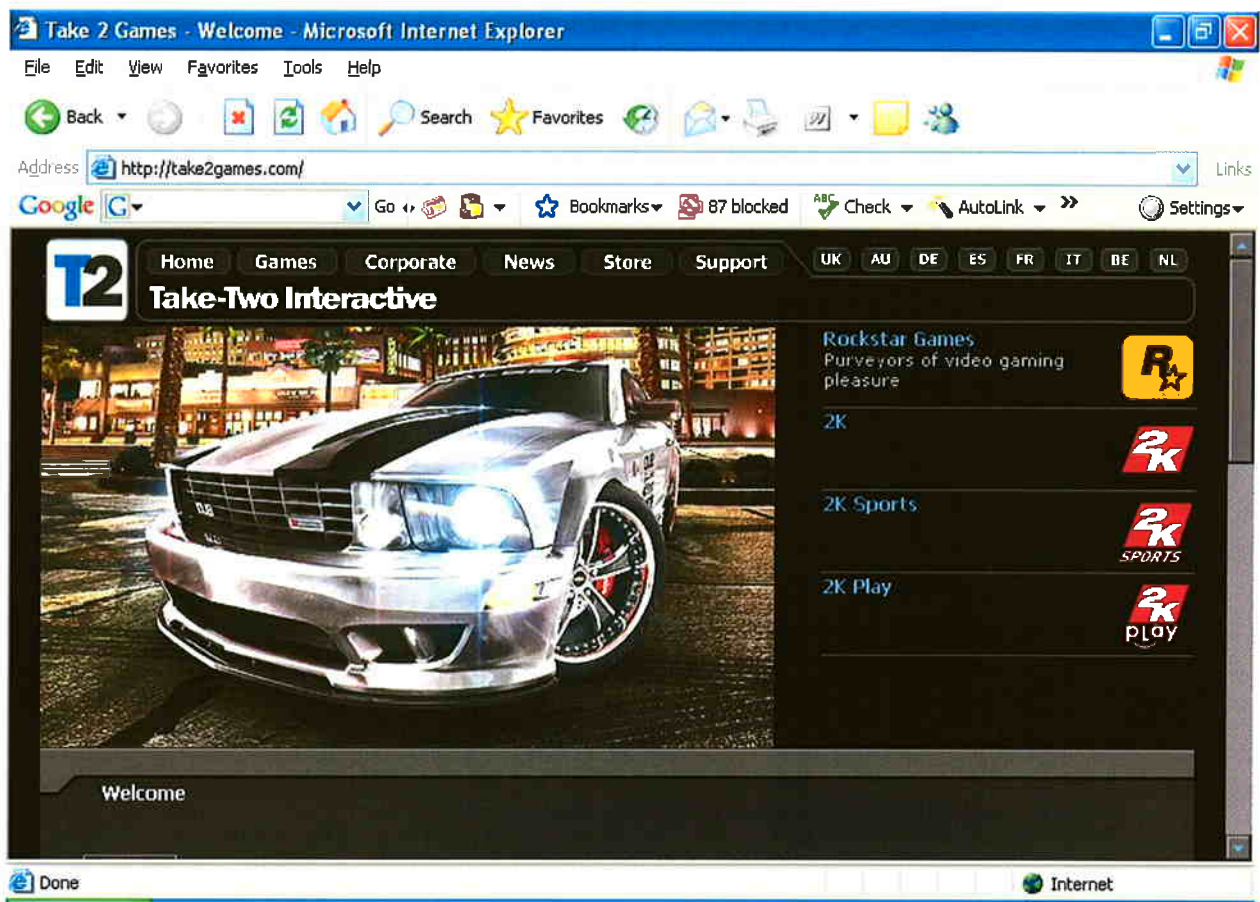 Take 2 Games - Welcome - Microsoft Internet Explorer
File Edit View Favorites Tools Help
Back Search Favorites
Address http://take2games.com/ Links
Google G Go Bookmarks 87 blocked ABC Check AutoLink » Settings
T2 Home Games Corporate News Store Support UK AU DE ES FR IT BE NL
Take-Two Interactive
Rockstar Games
Purveyors of video gaming
pleasure
R
2K
2K
2K Sports
2K
SPORTS
2K Play
2K
PLAY
DUB
Welcome
Done Internet